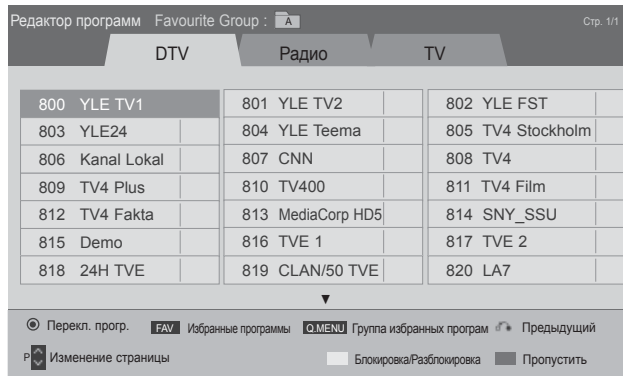 Редактор программ Favourite Group : A Стр. 1/1
DTV Радио TV
800 YLE TV1 801 YLE TV2 802 YLE FST
803 YLE24 804 YLE Teema 805 TV4 Stockholm
806 Kanal Lokal 807 CNN 808 TV4
809 TV4 Plus 810 TV400 811 TV4 Film
812 TV4 Fakta 813 MediaCorp HD5 814 SNY_SSU
815 Demo 816 TVE 1 817 TVE 2
818 24H TVE 819 CLAN/50 TVE 820 LA7
Перекл. прогр. FAV Избранные программы Q.MENU Группа избранных програм Предыдущий
P Изменение страницы Блокировка/Разблокировка Пропустить